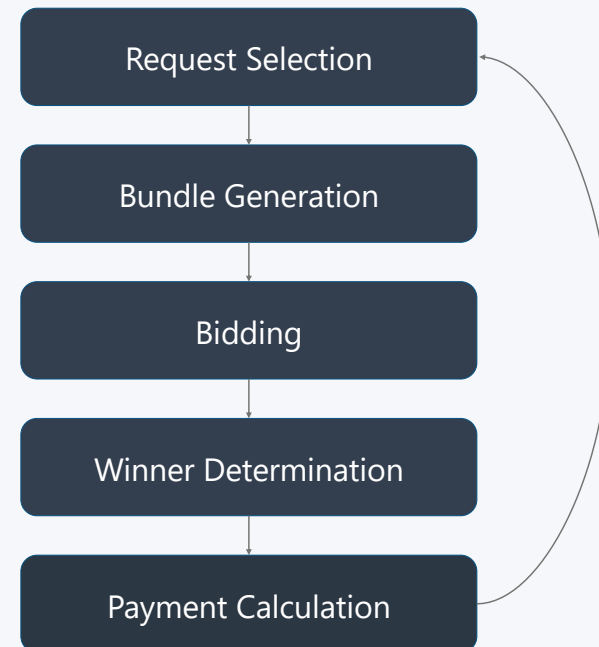 Request Selection
Bundle Generation
Bidding
Winner Determination
Payment Calculation